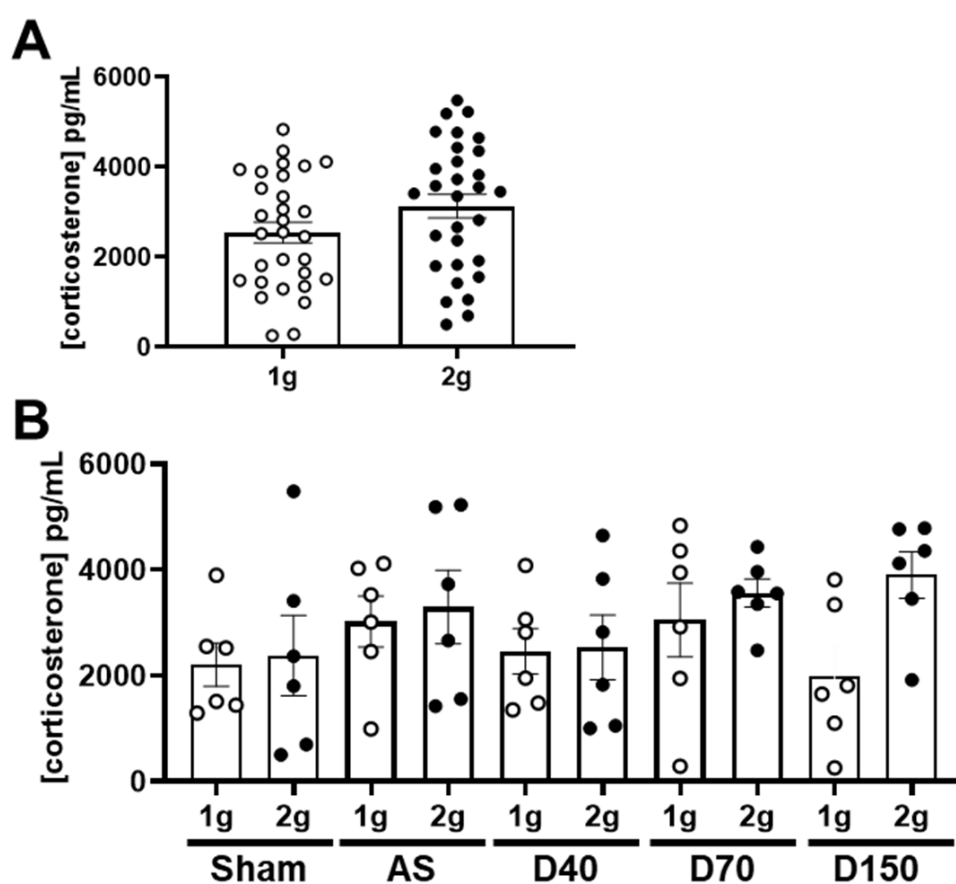 A
[corticosterone] pg/mL
6000
4000
2000
0
1g 2g
B
[corticosterone] pg/mL
6000
4000
2000
0
1g 2g 1g 2g 1g 2g 1g 2g 1g 2g
Sham AS D40 D70 D150